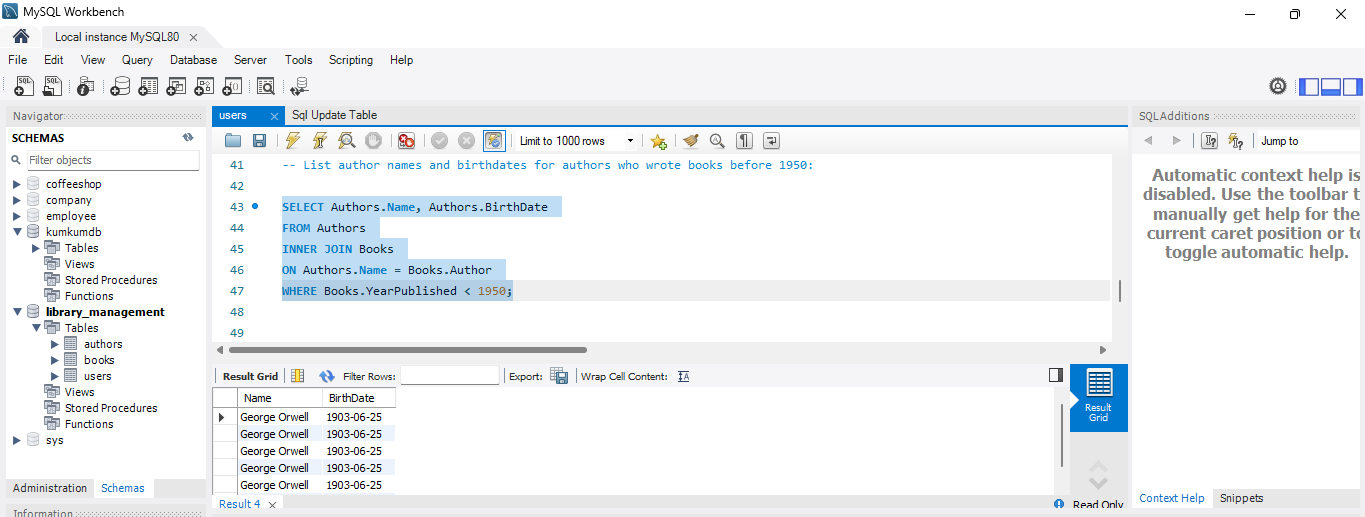 MySQL Workbench
Local instance MySQL80
File Edit View Query Database Server Tools Scripting Help
Navigator
SCHEMAS
Filter objects
coffeeshop
company
employee
kumkumdb
Tables
Views
Stored Procedures
Functions
library_management
Tables
authors
books
users
Views
Stored Procedures
Functions
sys
Administration Schemas
Information
users Sql Update Table
Limit to 1000 rows
41 -- List author names and birthdates for authors who wrote books before 1950:
42
43 SELECT Authors.Name, Authors.BirthDate
44 FROM Authors
45 INNER JOIN Books
46 ON Authors.Name = Books.Author
47 WHERE Books.YearPublished < 1950;
48
49
Result Grid Filter Rows: Export: Wrap Cell Content:
Name BirthDate
George Orwell 1903-06-25
George Orwell 1903-06-25
George Orwell 1903-06-25
George Orwell 1903-06-25
George Orwell 1903-06-25
Result
Grid
Result 4
Read Only
SQLAdditions
Jump to
Automatic context help is
disabled. Use the toolbar t
manually get help for the
current caret position or to
toggle automatic help.
Context Help Snippets